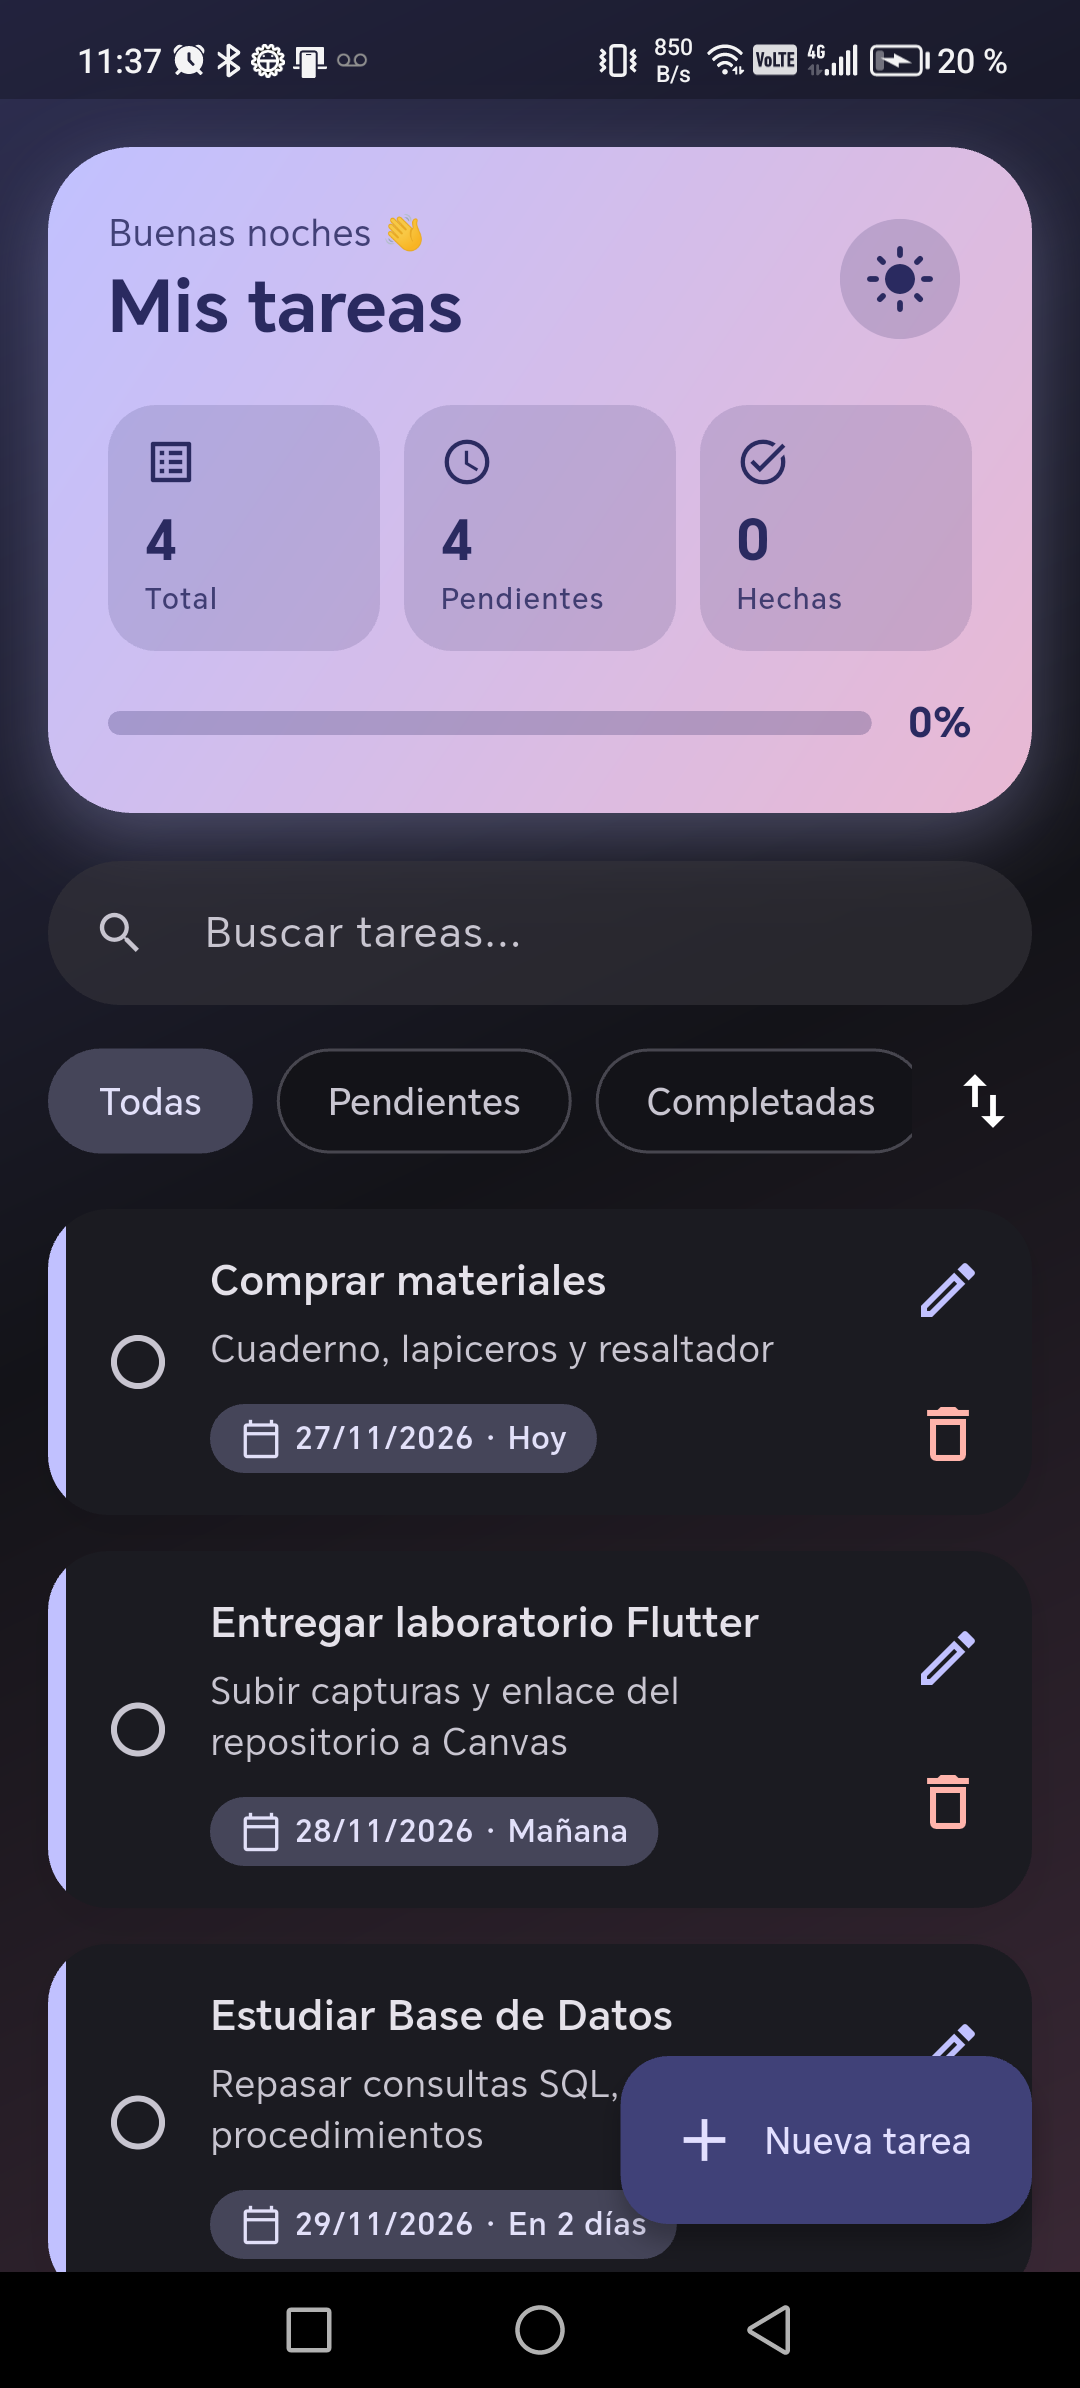 11:37
850 B/s
VoLTE
4G
20 %
Buenas noches 👋
Mis tareas
4
Total
4
Pendientes
0
Hechas
0%
Buscar tareas...
Todas
Pendientes
Completadas
Comprar materiales
Cuaderno, lapiceros y resaltador
27/11/2026 · Hoy
Entregar laboratorio Flutter
Subir capturas y enlace del
repositorio a Canvas
28/11/2026 · Mañana
Estudiar Base de Datos
Repasar consultas SQL,
procedimientos
29/11/2026 · En 2 días
Nueva tarea